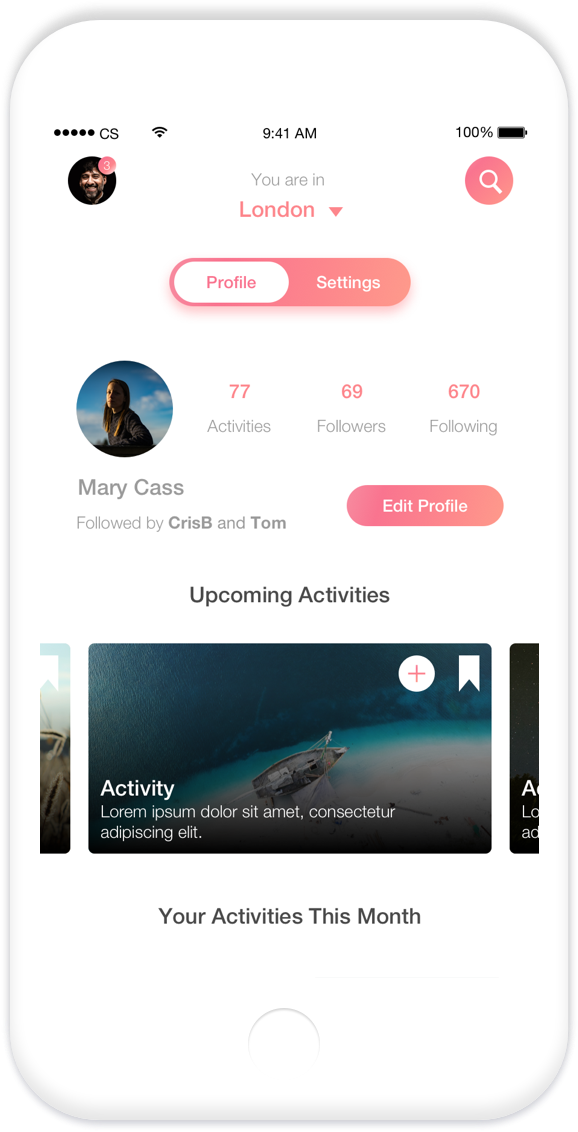 CS 9:41 AM 100%
3
You are in
London
Profile Settings
77 69 670
Activities Followers Following
Mary Cass
Followed by CrisB and Tom
Edit Profile
Upcoming Activities
Activity
Lorem ipsum dolor sit amet, consectetur
adipiscing elit.
A
Lo
ad
Your Activities This Month